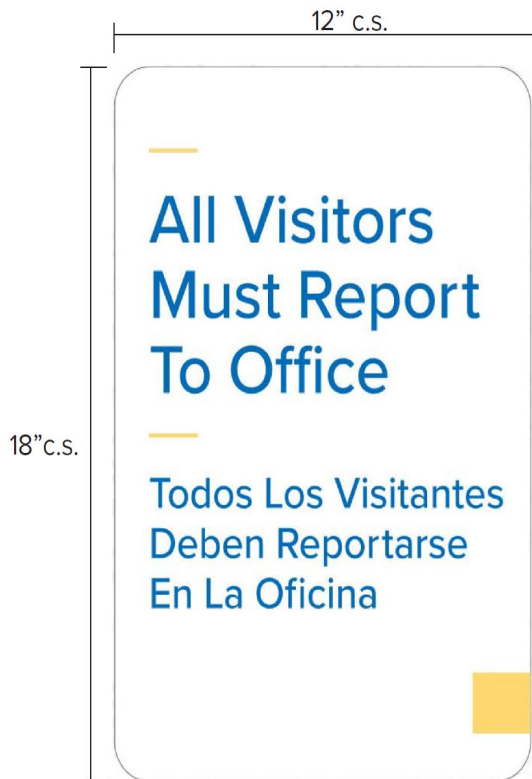 12” c.s.
All Visitors
Must Report
To Office
18”c.s.
Todos Los Visitantes
Deben Reportarse
En La Oficina